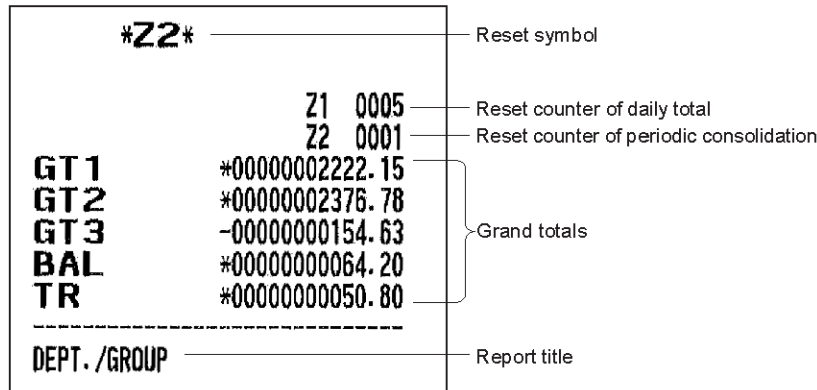 *Z2* Reset symbol
Z1 0005 Reset counter of daily total
Z2 0001 Reset counter of periodic consolidation
GT1 *00000002222.15
GT2 *00000002376.78
GT3 -00000000154.63 Grand totals
BAL *00000000064.20
TR *00000000050.80
DEPT./GROUP Report title